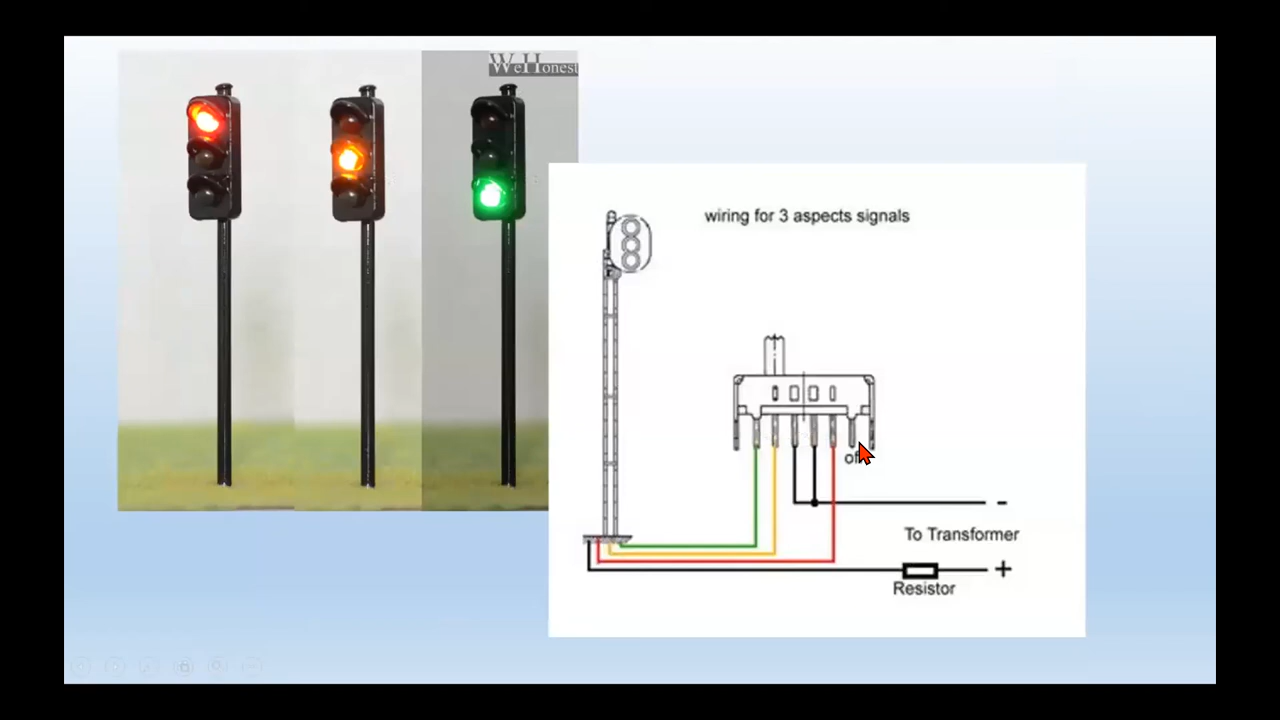 WeHonest
wiring for 3 aspects signals
-
To Transformer
+
Resistor